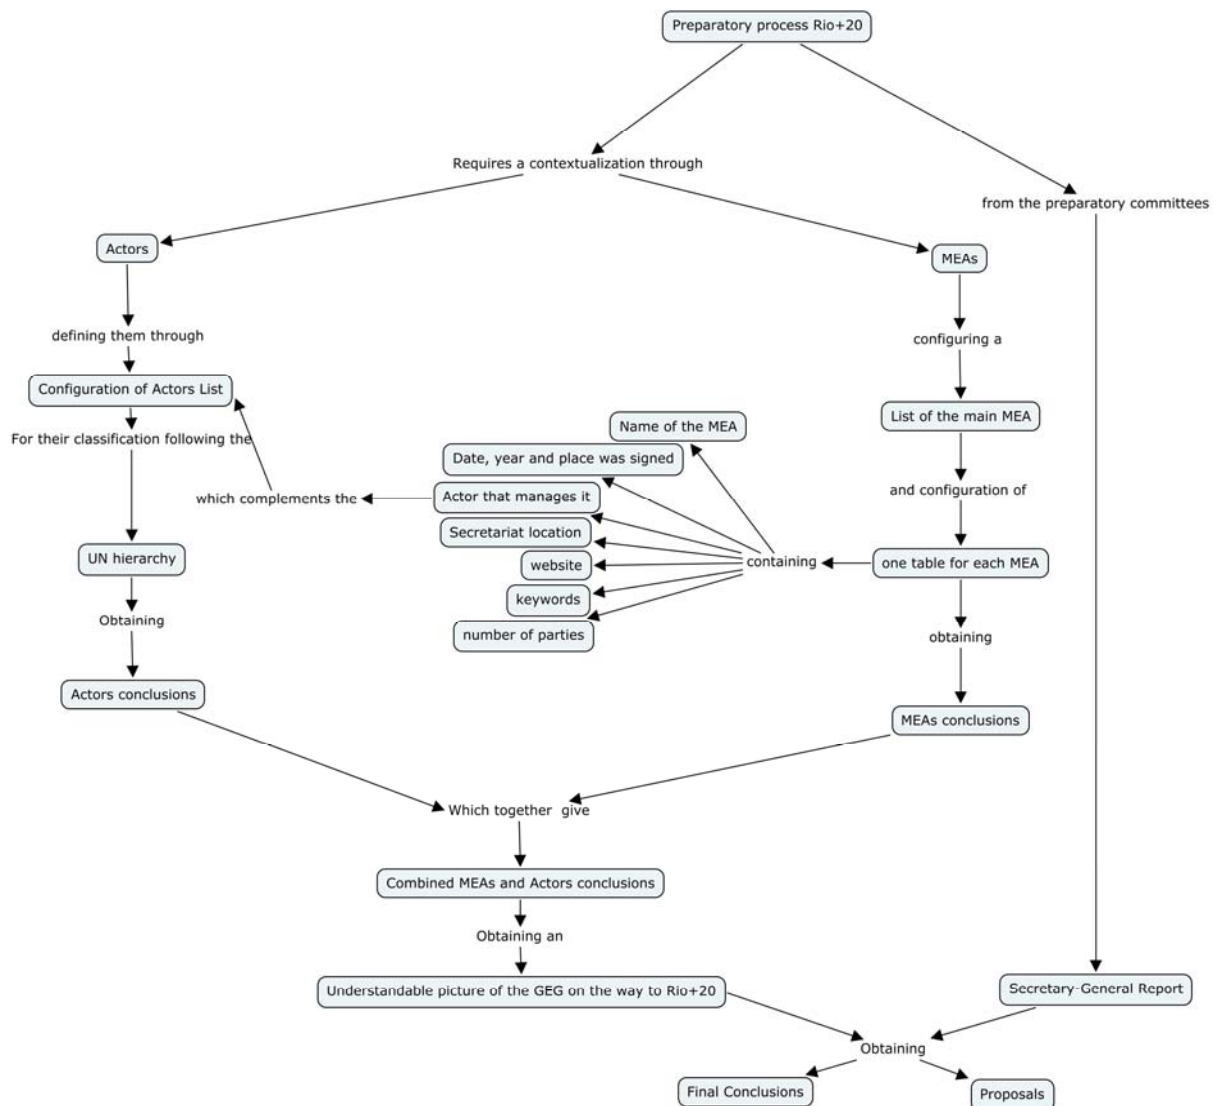 Preparatory process Rio+20
Requires a contextualization through
from the preparatory committees
Actors
MEAs
defining them through
configuring a
Configuration of Actors List
List of the main MEA
Name of the MEA
For their classification following the
Date, year and place was signed
and configuration of
which complements the
Actor that manages it
Secretariat location
UN hierarchy
website
containing
one table for each MEA
keywords
Obtaining
number of parties
obtaining
Actors conclusions
MEAs conclusions
Which together give
Combined MEAs and Actors conclusions
Obtaining an
Understandable picture of the GEG on the way to Rio+20
Secretary-General Report
Obtaining
Final Conclusions
Proposals